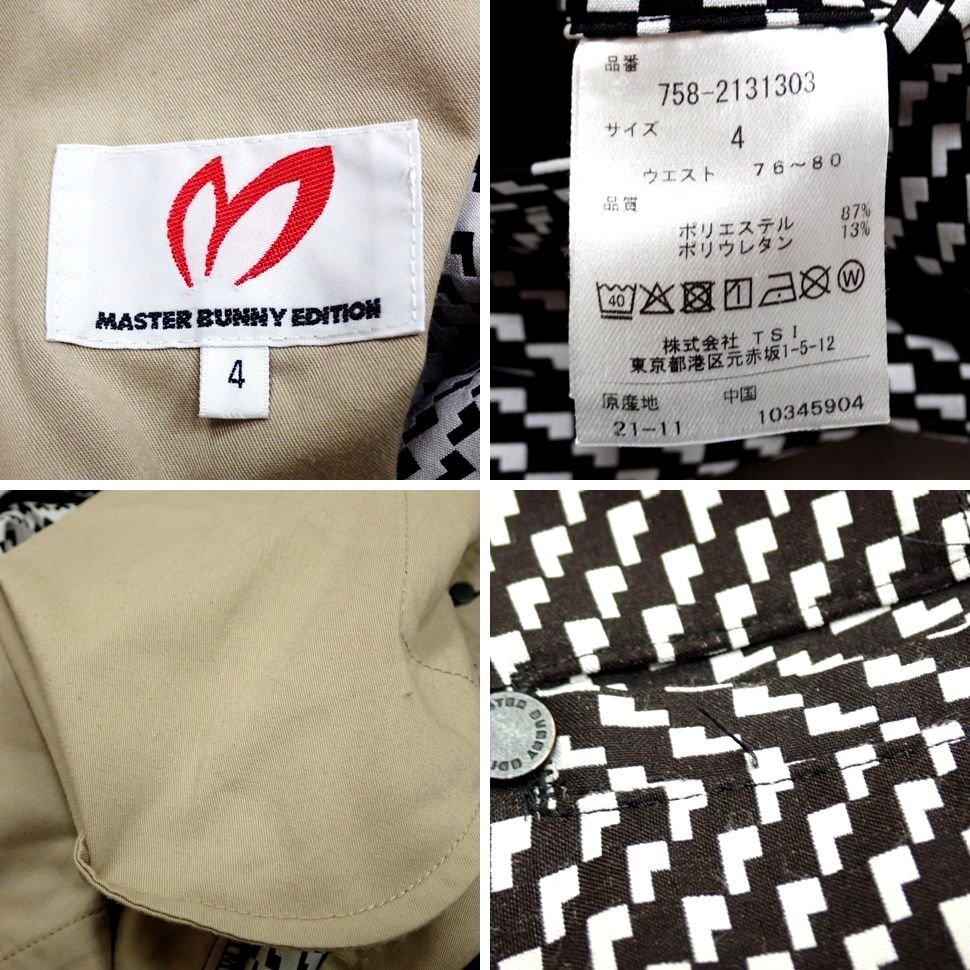 MASTER BUNNY EDITION
4
品番
758-2131303
サイズ
4
ウエスト 76～80
品質
ポリエステル 87%
ポリウレタン 13%
40
W
株式会社 TSI
東京都港区元赤坂1-5-12
原産地 中国
21-11 10345904